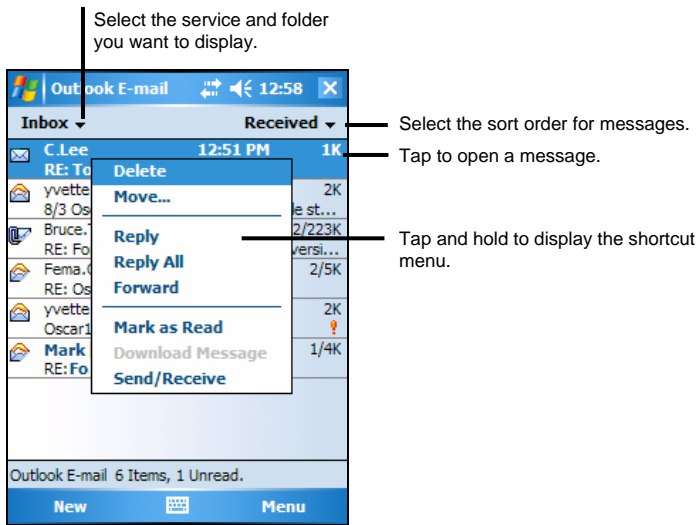 Select the service and folder
you want to display.
Outlook E-mail 12:58
Inbox Received
Select the sort order for messages.
C.Lee 12:51 PM 1K
Tap to open a message.
RE: To
Delete
yvette 2K
Move...
8/3 Os le st...
Bruce. 2/223K
Reply
Tap and hold to display the shortcut
menu.
RE: Fo versi...
Reply All
Fema. 2/5K
RE: Os
Forward
yvette 2K
Oscar1
Mark as Read
Mark 1/4K
Download Message
RE:Fo
Send/Receive
Outlook E-mail 6 Items, 1 Unread.
New Menu